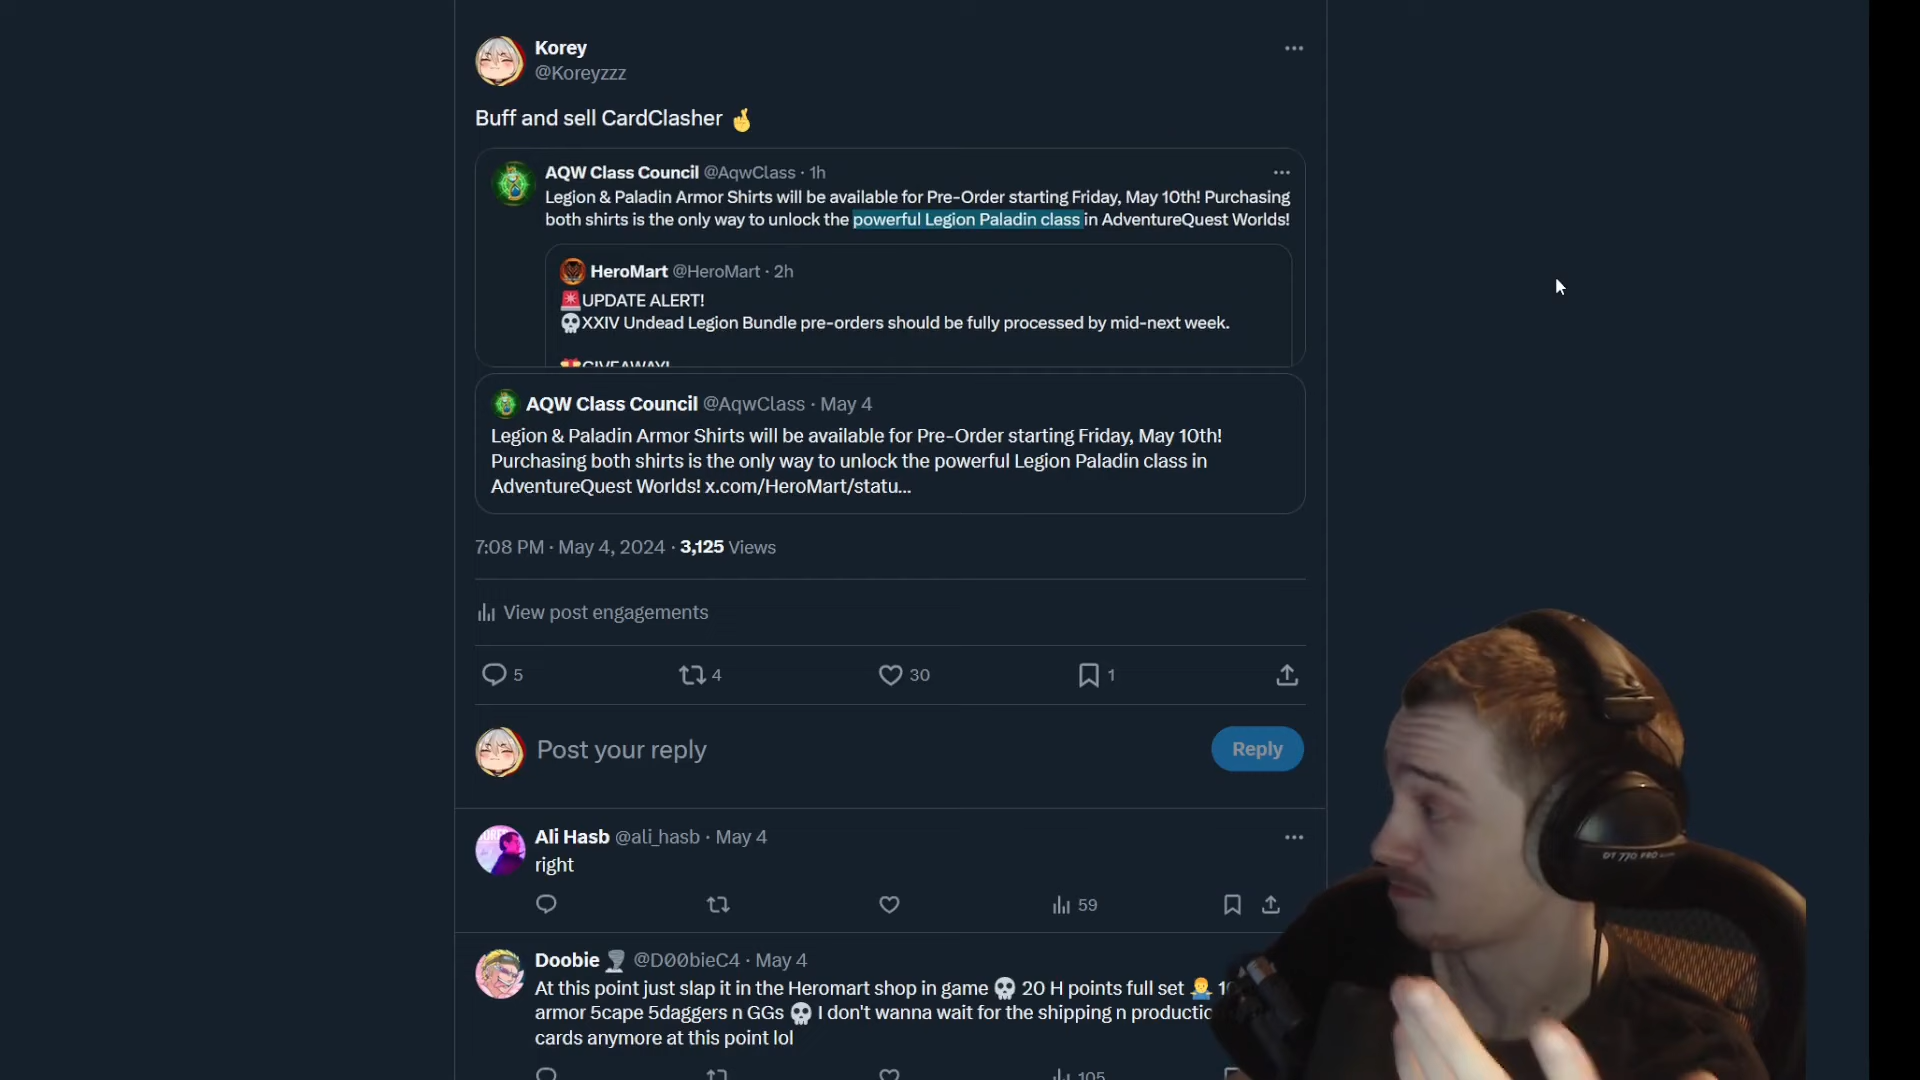 Korey
@Koreyzzz
Buff and sell CardClasher 🤞
AQW Class Council @AqwClass · 1h
Legion & Paladin Armor Shirts will be available for Pre-Order starting Friday, May 10th! Purchasing
both shirts is the only way to unlock the powerful Legion Paladin class in AdventureQuest Worlds!
HeroMart @HeroMart · 2h
🚨UPDATE ALERT!
💀XXIV Undead Legion Bundle pre-orders should be fully processed by mid-next week.
🎁GIVEAWAY!
AQW Class Council @AqwClass · May 4
Legion & Paladin Armor Shirts will be available for Pre-Order starting Friday, May 10th!
Purchasing both shirts is the only way to unlock the powerful Legion Paladin class in
AdventureQuest Worlds! x.com/HeroMart/statu...
7:08 PM · May 4, 2024 · 3,125 Views
View post engagements
5 4 30 1
Post your reply
Reply
Ali Hasb @ali_hasb · May 4
right
59
Doobie 🌪️ @D00bieC4 · May 4
At this point just slap it in the Heromart shop in game 💀 20 H points full set 🤷‍♂️
armor 5cape 5daggers n GGs 💀 I don't wanna wait for the shipping n
cards anymore at this point lol
105
DT 770 PRO